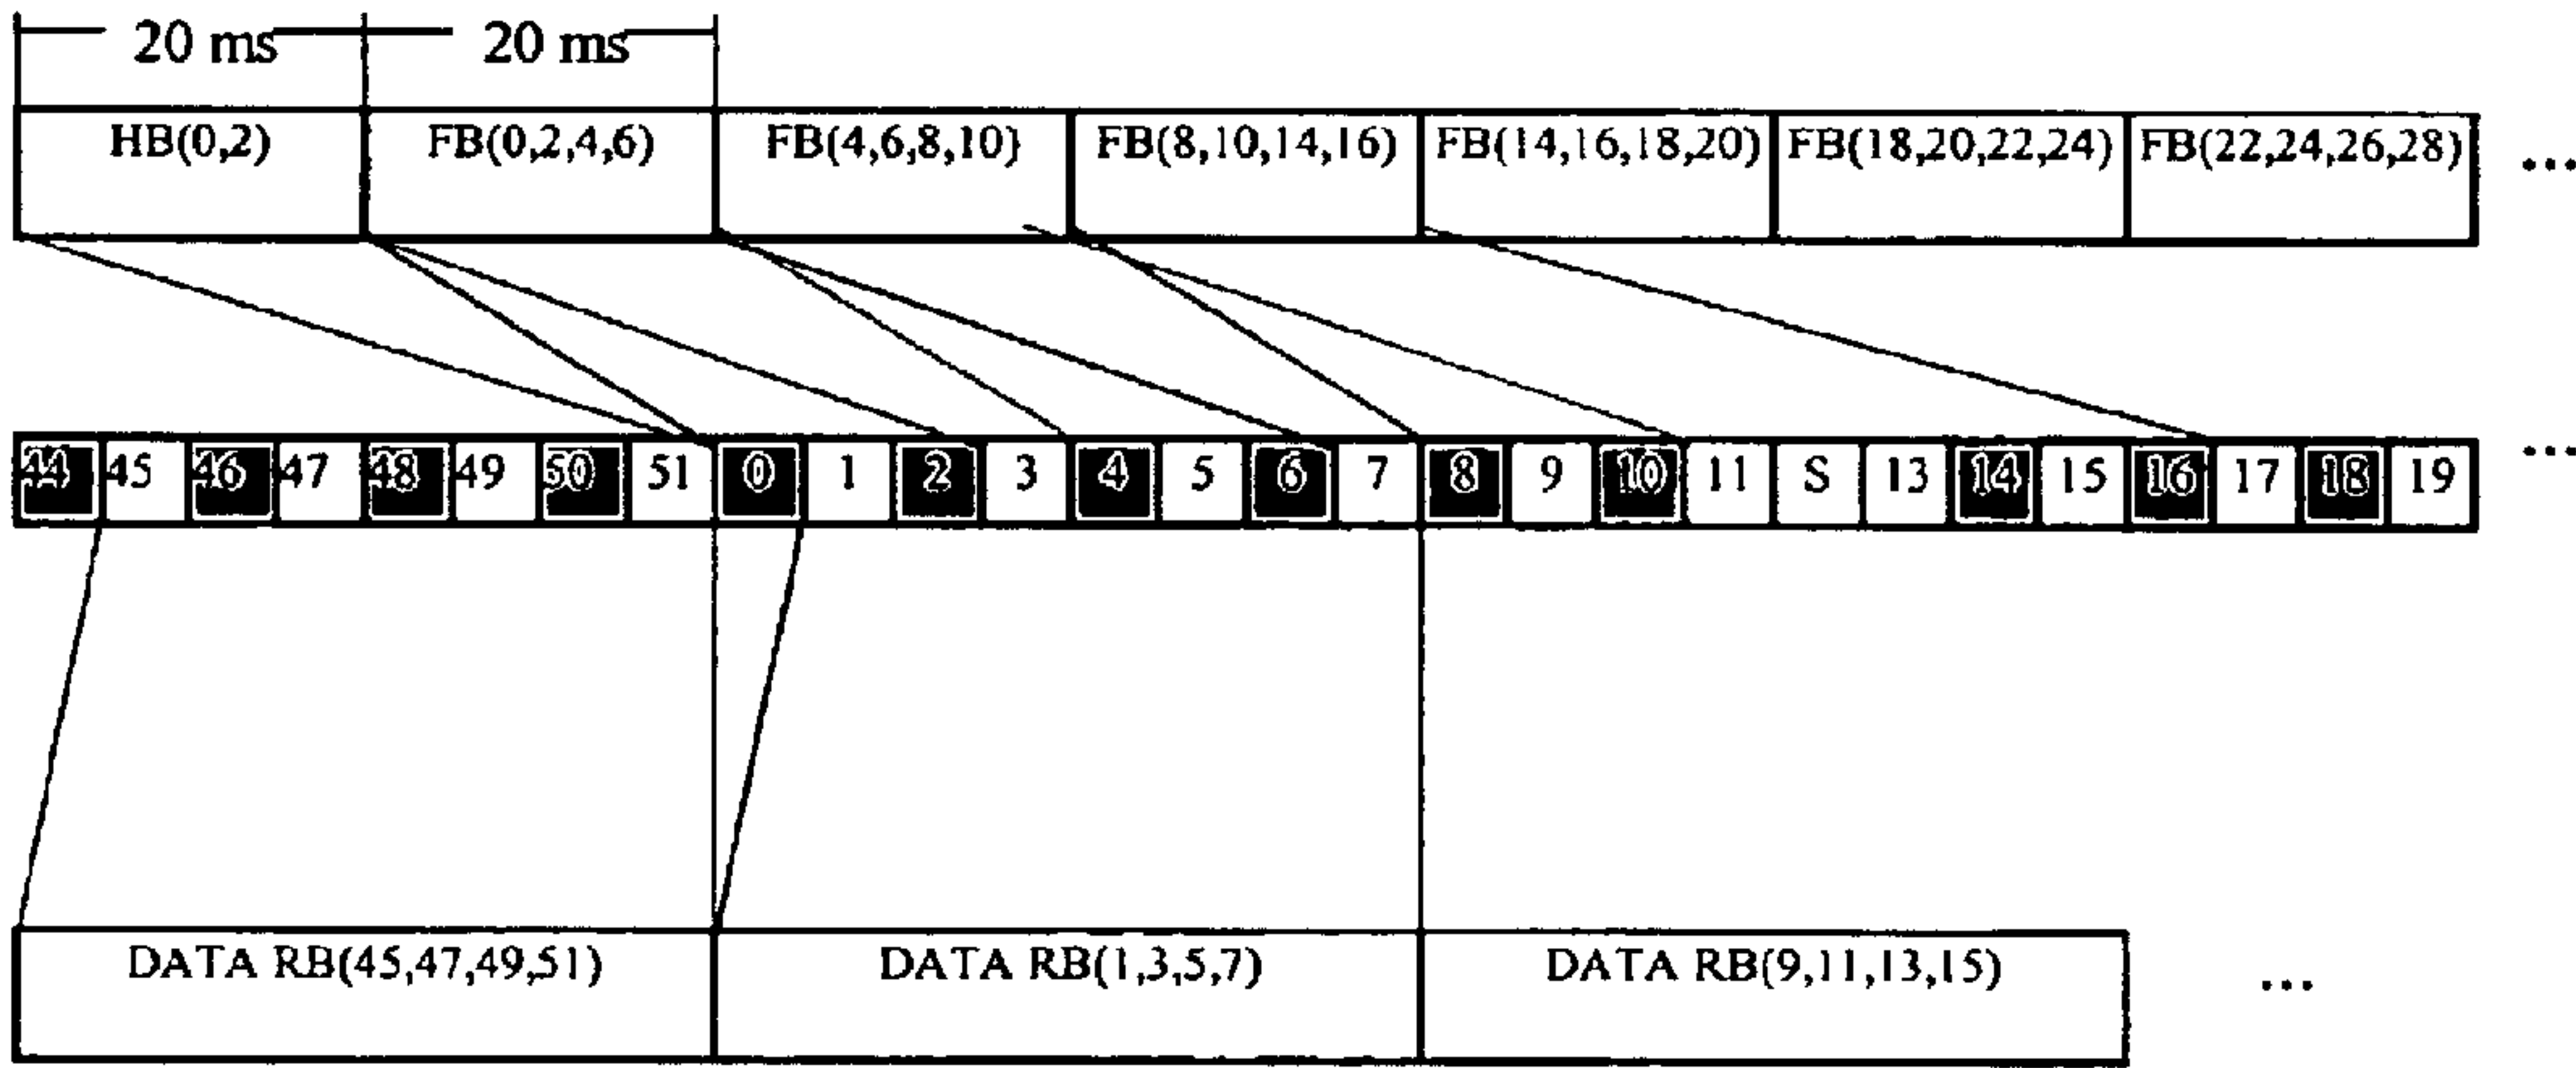 20 ms 20 ms
HB(0,2) FB(0,2,4,6) FB(4,6,8,10) FB(8,10,14,16) FB(14,16,18,20) FB(18,20,22,24) FB(22,24,26,28) ...
44 45 46 47 48 49 50 51 0 1 2 3 4 5 6 7 8 9 10 11 S 13 14 15 16 17 18 19 ...
DATA RB(45,47,49,51) DATA RB(1,3,5,7) DATA RB(9,11,13,15) ...